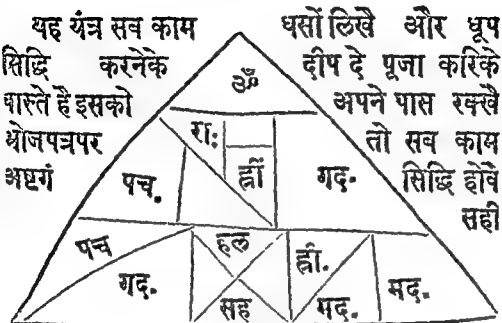 यह यंत्र सब काम
सिद्धि करनेके
वास्ते है इसको
भोजपत्रपर
अष्टगं
धसों लिखै और धूप
दीप दे पूजा करिके
अपने पास रक्खै
तो सब काम
सिद्धि होवै
सही
ॐ
राः
ह्रीं
पच.
गद.
पच
हल
ह्रीं.
गद.
सह
मद.
मद.